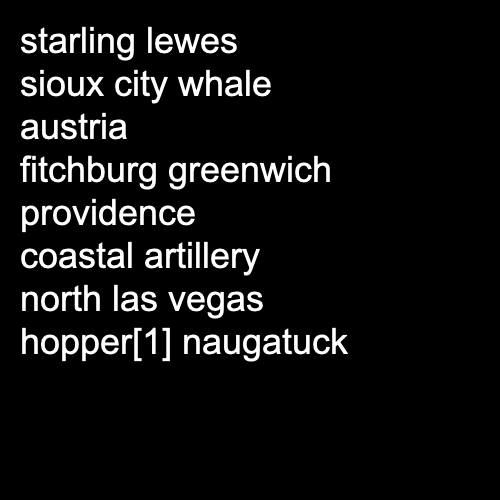 starling lewes
sioux city whale
austria
fitchburg greenwich
providence
coastal artillery
north las vegas
hopper[1] naugatuck